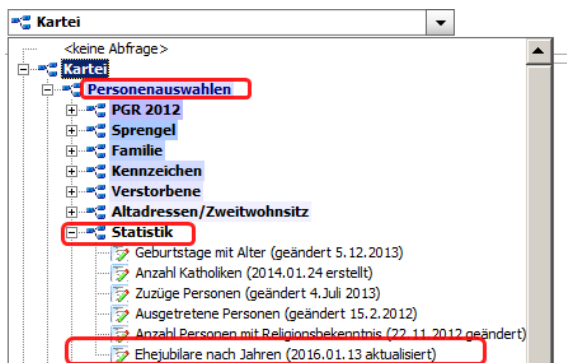 Kartei
<keine Abfrage>
Kartei
Personenauswahlen
PGR 2012
Sprengel
Familie
Kennzeichen
Verstorbene
Altadressen/Zweitwohnsitz
Statistik
Geburtstage mit Alter (geändert 5.12.2013)
Anzahl Katholiken (2014.01.24 erstellt)
Zuzüge Personen (geändert 4.Juli 2013)
Ausgetretene Personen (geändert 15.2.2012)
Anzahl Personen mit Religionsbekenntnis (22.11.2012 geändert)
Ehejubilare nach Jahren (2016.01.13 aktualisiert)